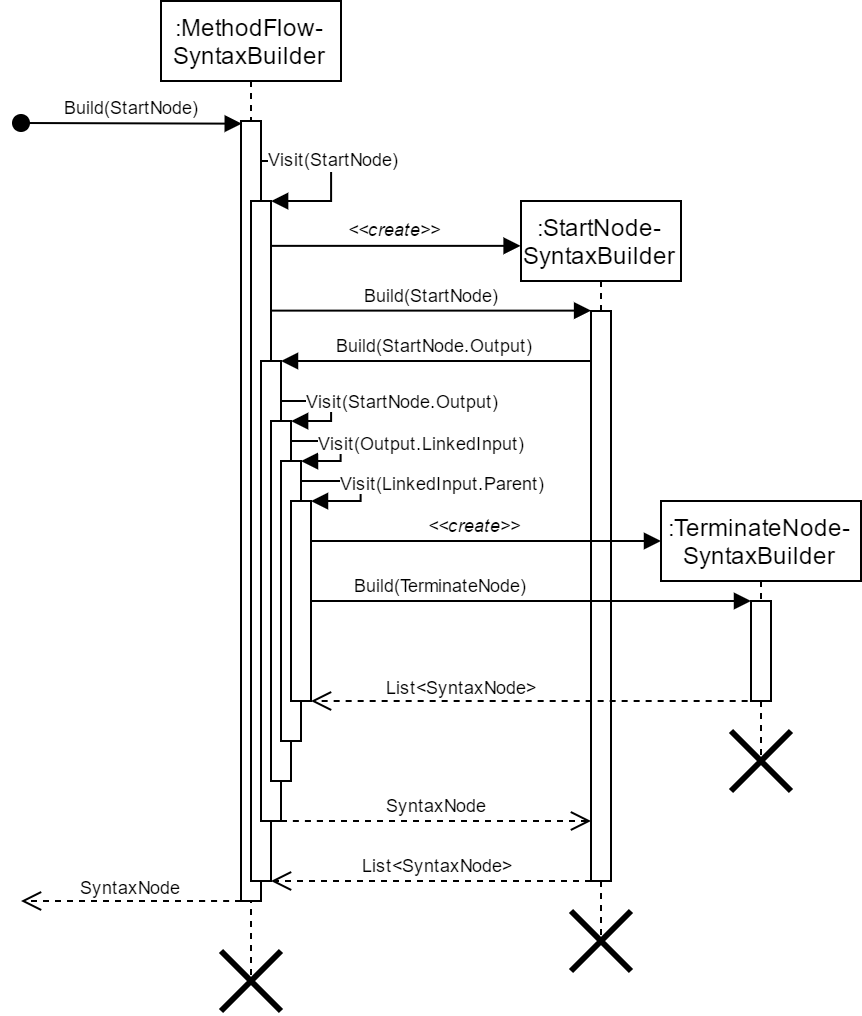 :MethodFlow-
SyntaxBuilder
Build(StartNode)
Visit(StartNode)
<<create>>
:StartNode-
SyntaxBuilder
Build(StartNode)
Build(StartNode.Output)
Visit(StartNode.Output)
Visit(Output.LinkedInput)
Visit(LinkedInput.Parent)
<<create>>
:TerminateNode-
SyntaxBuilder
Build(TerminateNode)
List<SyntaxNode>
SyntaxNode
List<SyntaxNode>
SyntaxNode